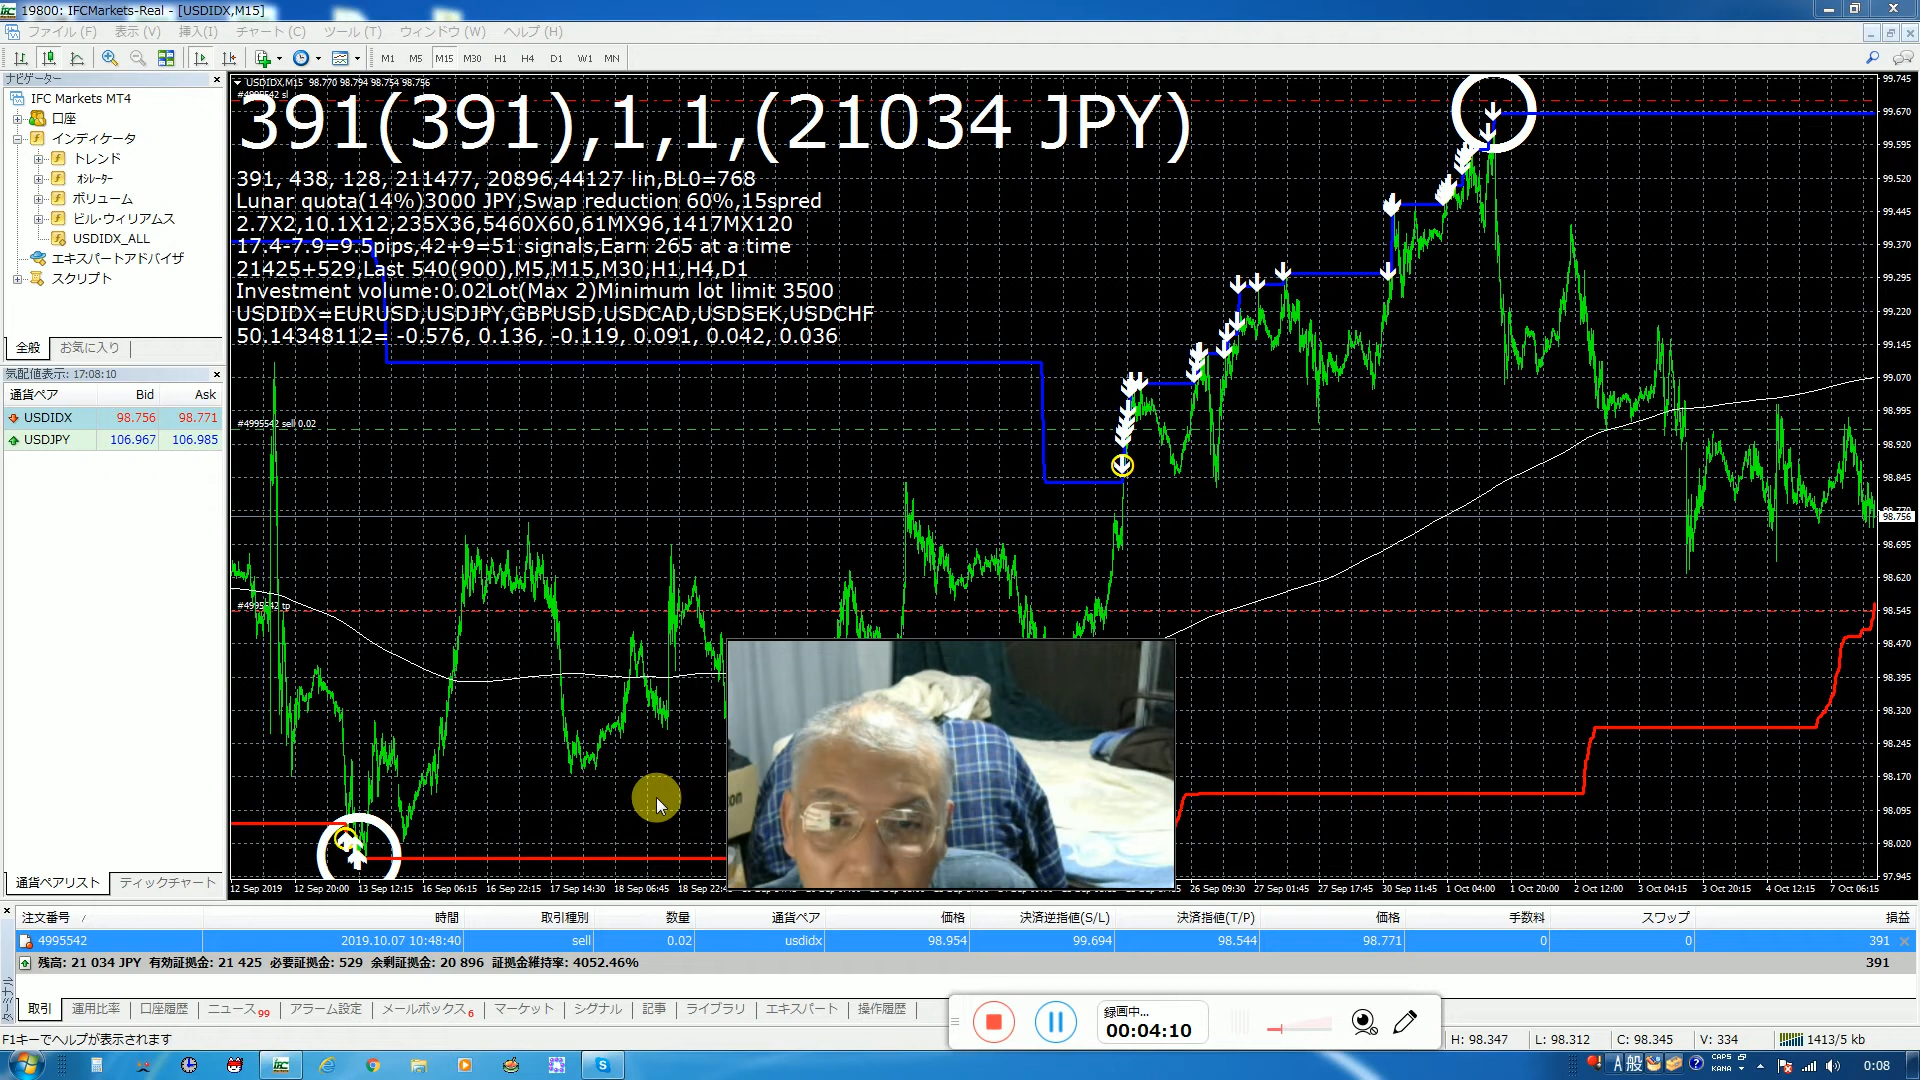 19800: IFCMarkets-Real - [USDIDX,M15]
ファイル (F) 表示 (V) 挿入(I) チャート (C) ツール (T) ウィンドウ (W) ヘルプ (H)
M1 M5 M15 M30 H1 H4 D1 W1 MN
ナビゲーター
IFC Markets MT4
口座
インディケータ
トレンド
オシレーター
ボリューム
ビル・ウィリアムス
USDIDX_ALL
エキスパートアドバイザ
スクリプト
全般 お気に入り
気配値表示: 17:08:10
通貨ペア Bid Ask
USDIDX 98.756 98.771
USDJPY 106.967 106.985
通貨ペアリスト ティックチャート
USDIDX,M15 98.770 98.794 98.754 98.756
#4995542 sl
391(391),1,1,(21034 JPY)
391, 438, 128, 211477, 20896,44127 lin,BL0=768
Lunar quota(14%)3000 JPY,Swap reduction 60%,15spred
2.7X2,10.1X12,235X36,5460X60,61MX96,1417MX120
17.4-7.9=9.5pips,42+9=51 signals,Earn 265 at a time
21425+529,Last 540(900),M5,M15,M30,H1,H4,D1
Investment volume:0.02Lot(Max 2)Minimum lot limit 3500
USDIDX=EURUSD,USDJPY,GBPUSD,USDCAD,USDSEK,USDCHF
50.14348112= -0.576, 0.136, -0.119, 0.091, 0.042, 0.036
#4995542 sell 0.02
#4995542 tp
99.745
99.670
99.595
99.520
99.445
99.370
99.295
99.220
99.145
99.070
98.995
98.920
98.845
98.756
98.695
98.620
98.545
98.470
98.395
98.320
98.245
98.170
98.095
98.020
97.945
12 Sep 2019 12 Sep 20:00 13 Sep 12:15 16 Sep 06:15 16 Sep 22:15 17 Sep 14:30 18 Sep 06:45 26 Sep 09:30 27 Sep 01:45 27 Sep 17:45 30 Sep 11:45 1 Oct 04:00 1 Oct 20:00 2 Oct 12:00 3 Oct 04:15 3 Oct 20:15 4 Oct 12:15 7 Oct 06:15
注文番号 / 時間 取引種別 数量 通貨ペア 価格 決済逆指値(S/L) 決済指値(T/P) 価格 手数料 スワップ 損益
4995542 2019.10.07 10:48:40 sell 0.02 usdidx 98.954 99.694 98.544 98.771 0 0 391
残高: 21 034 JPY 有効証拠金: 21 425 必要証拠金: 529 余剰証拠金: 20 896 証拠金維持率: 4052.46% 391
ターミナル
取引 運用比率 口座履歴 ニュース99 アラーム設定 メールボックス6 マーケット シグナル 記事 ライブラリ エキスパート 操作履歴
録画中...
00:04:10
F1キーでヘルプが表示されます
H: 98.347 L: 98.312 C: 98.345 V: 334 1413/5 kb
A 般 CAPS KANA 0:08